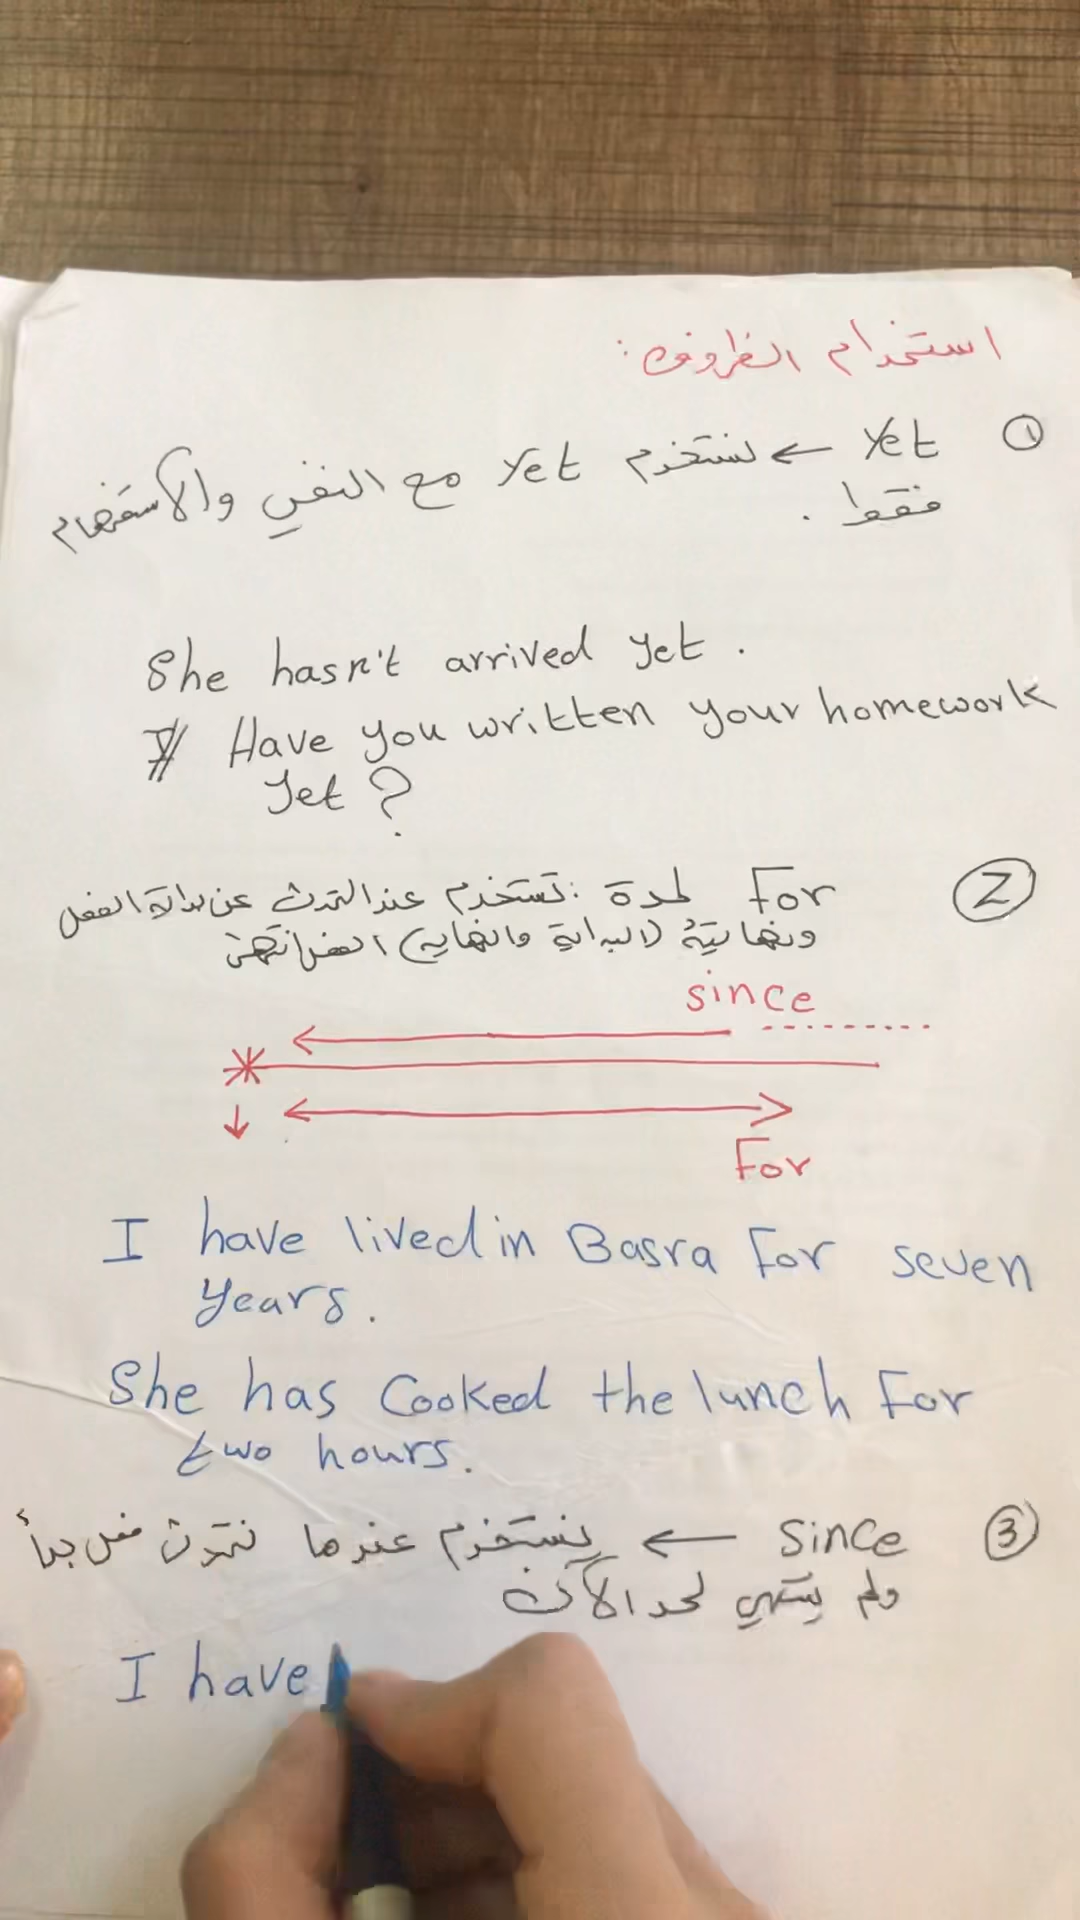 استخدام الظروف:
① Yet ← نستخدم Yet مع النفي والاستفهام
فقط .
She hasn't arrived yet .
Have you written your homework
yet ?
② For لمدة : تستخدم عند التحدث عن بداية الفعل
ونهايتهُ (البداية والنهاية) الفعل انتهى
since
For
I have lived in Basra For seven
years.
She has Cooked the lunch For
two hours.
③ Since ← يستخدم عندما نتحدث فعل بدأ
ولم ينتهي لحد الآن
I have